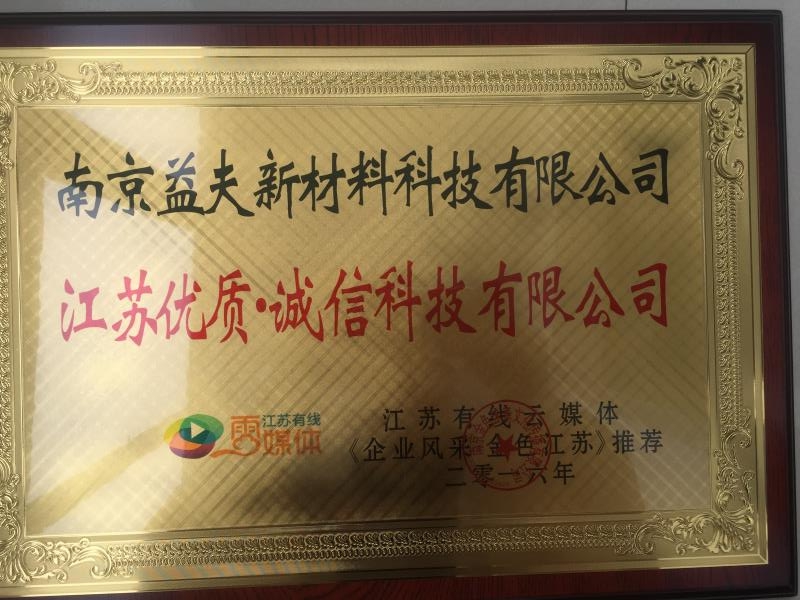 南京益夫新材料科技有限公司
江苏优质·诚信科技有限公司
江苏有线
云媒体
江苏有线云媒体
《企业风采 金色江苏》推荐
二零一六年